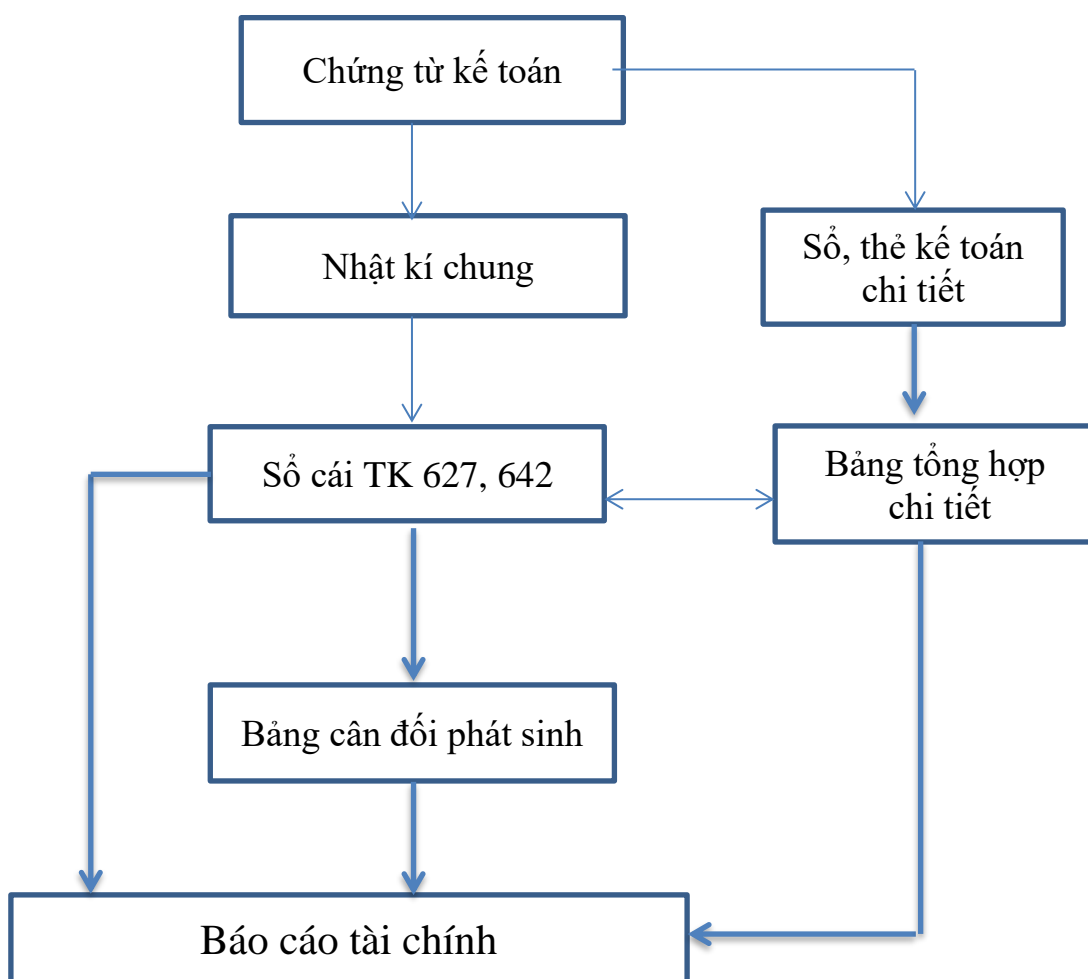 Chứng từ kế toán
Nhật kí chung
Sổ, thẻ kế toán
chi tiết
Sổ cái TK 627, 642
Bảng tổng hợp
chi tiết
Bảng cân đối phát sinh
Báo cáo tài chính